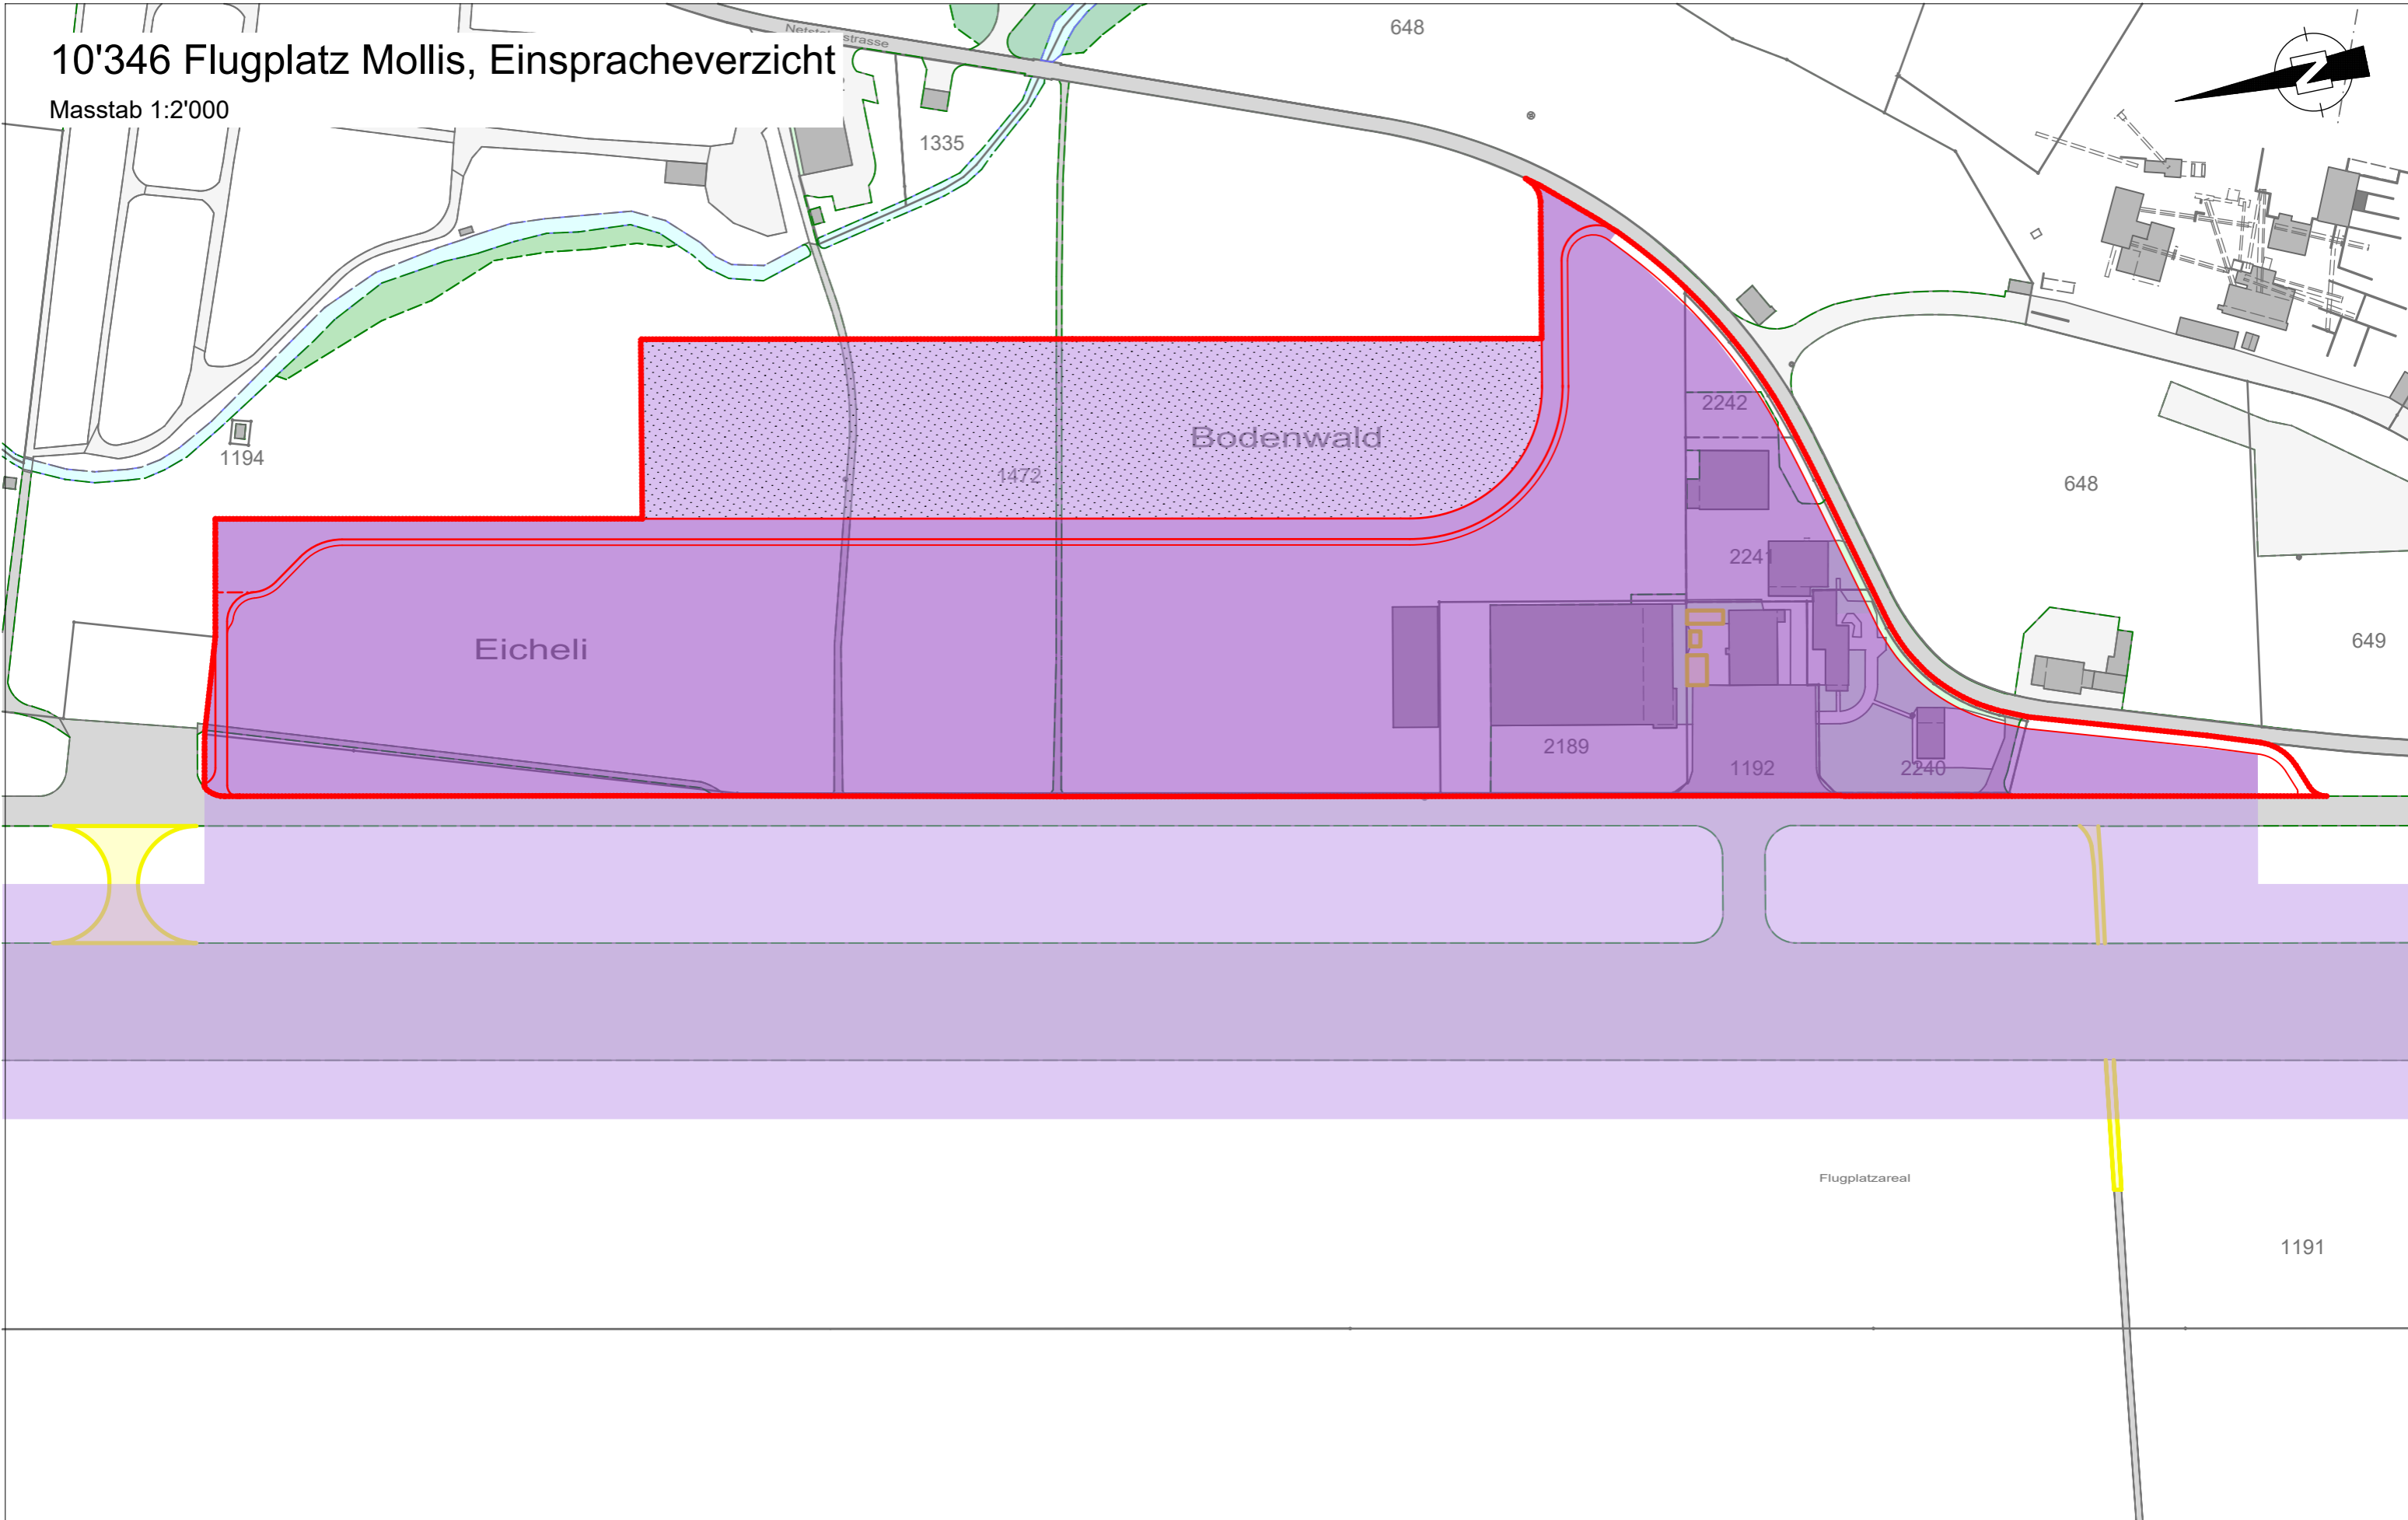 10'346 Flugplatz Mollis, Einspracheverzicht
Masstab 1:2'000
648
strasse
N
1335
2242
Bodenwald
1194
1472
648
2241
649
Eicheli
2189
1192
2240
Flugplatzareal
1191